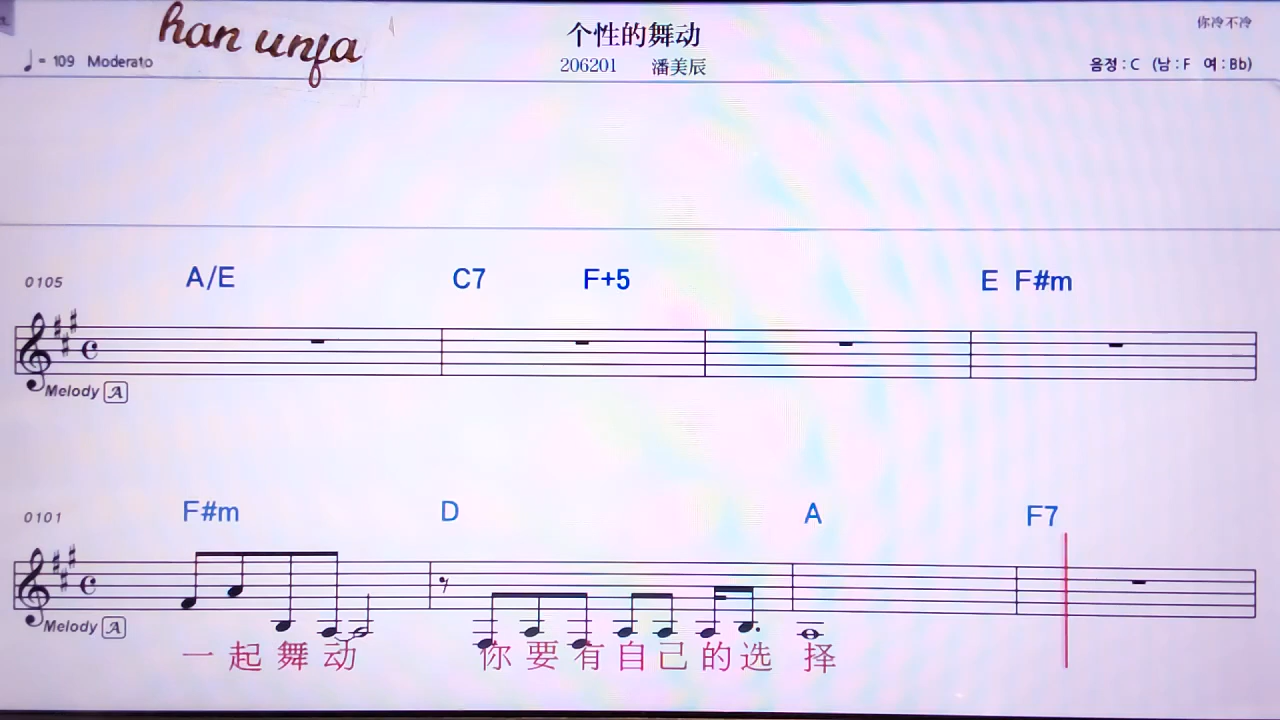 han unfa
个性的舞动
你冷不冷
♩= 109 Moderato
206201 潘美辰
음정 : C (남 : F 여 : Bb)
0105 A/E C7 F+5 E F#m
Melody A
0101 F#m D A F7
Melody A
一起舞动 你要有自己的选择